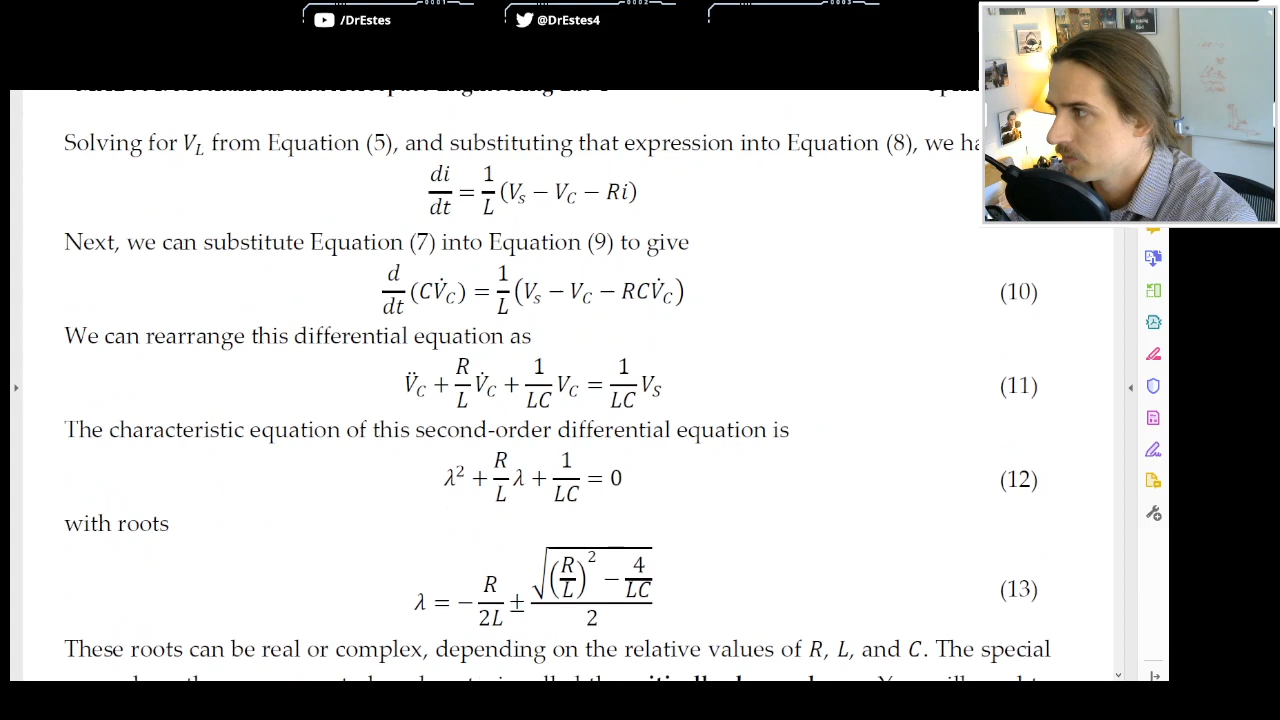 0001 0002 0003
/DrEstes @DrEstes4
Solving for V_L from Equation (5), and substituting that expression into Equation (8), we ha
di/dt = 1/L (V_s − V_C − Ri)
Next, we can substitute Equation (7) into Equation (9) to give
d/dt (CV̇_C) = 1/L (V_s − V_C − RCV̇_C) (10)
We can rearrange this differential equation as
V̈_C + R/L V̇_C + 1/LC V_C = 1/LC V_S (11)
The characteristic equation of this second-order differential equation is
λ² + R/L λ + 1/LC = 0 (12)
with roots
λ = − R/2L ± √((R/L)² − 4/LC)/2 (13)
These roots can be real or complex, depending on the relative values of R, L, and C. The special